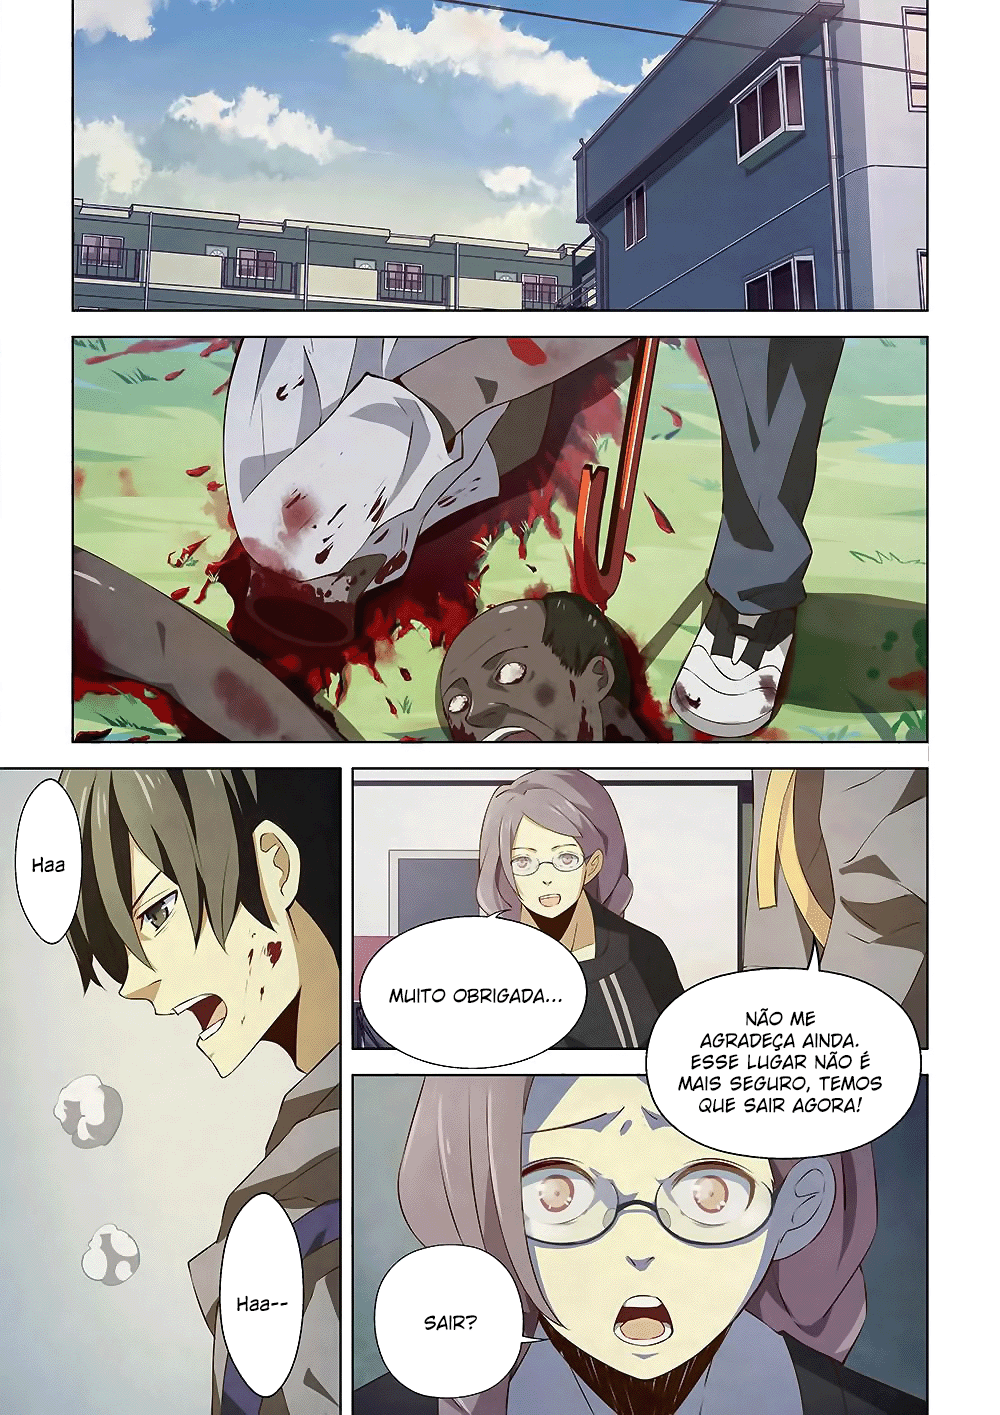 Haa
MUITO OBRIGADA...
NÃO ME
AGRADEÇA AINDA.
ESSE LUGAR NÃO É
MAIS SEGURO, TEMOS
QUE SAIR AGORA!
Haa--
SAIR?